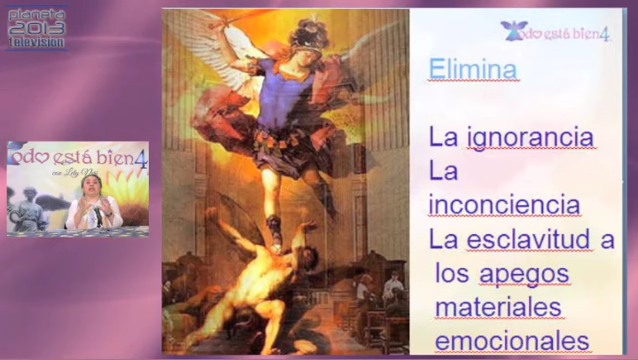 planeta
2013
televisión
odo está bien4
Elimina
odo está bien4
La ignorancia
La
inconciencia
La esclavitud a
los apegos
materiales
emocionales